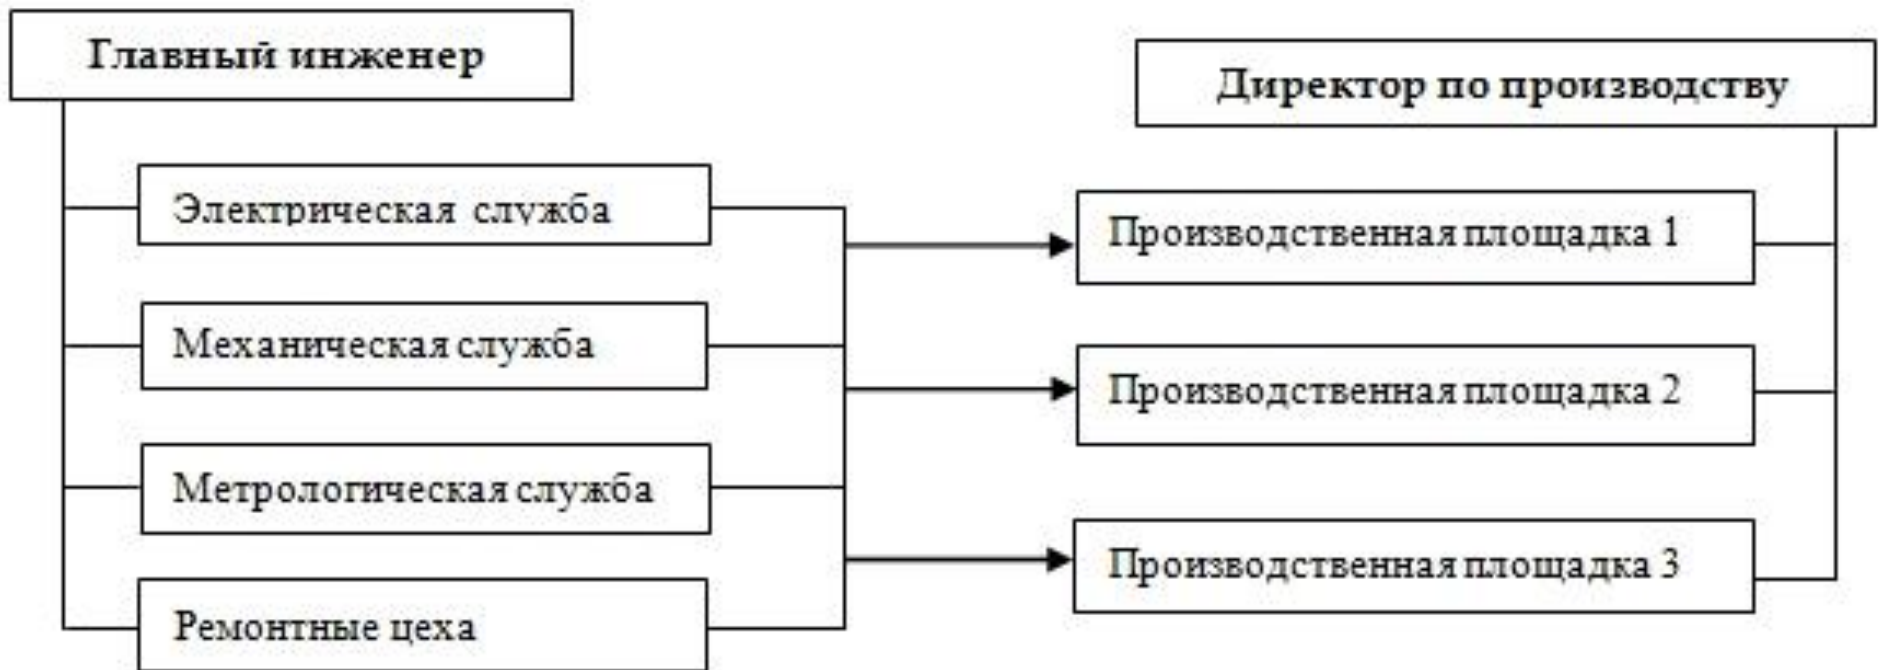 Главный инженер
Электрическая служба
Механическая служба
Метрологическая служба
Ремонтные цеха
Директор по производству
Производственная площадка 1
Производственная площадка 2
Производственная площадка 3